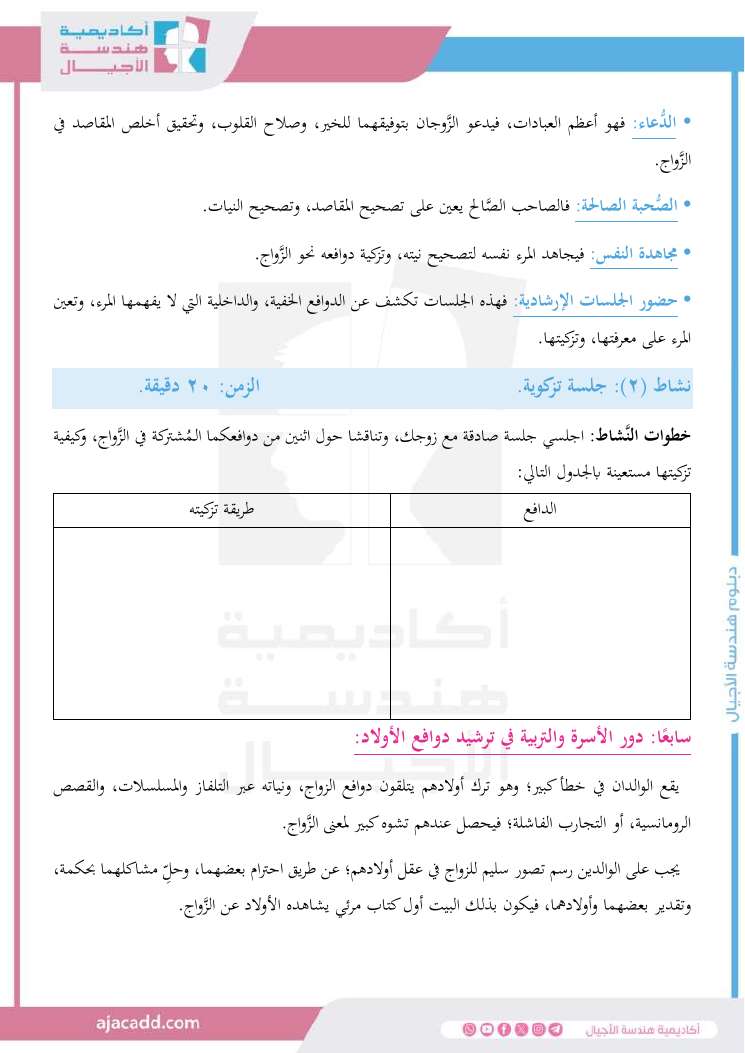 أكاديمية
هندسة
الأجيال
• الدُّعاء: فهو أعظم العبادات، فيدعو الزَّوجان بتوفيقهما للخير، وصلاح القلوب، وتحقيق أخلص المقاصد في
الزَّواج.
• الصُّحبة الصالحة: فالصاحب الصَّالح يعين على تصحيح المقاصد، وتصحيح النيات.
• مجاهدة النفس: فيجاهد المرء نفسه لتصحيح نيته، وتزكية دوافعه نحو الزَّواج.
• حضور الجلسات الإرشادية: فهذه الجلسات تكشف عن الدوافع الخفية، والداخلية التي لا يفهمها المرء، وتعين
المرء على معرفتها، وتزكيتها.
نشاط (٢): جلسة تزكوية. الزمن: ٢٠ دقيقة.
خطوات النَّشاط: اجلسي جلسة صادقة مع زوجك، وتناقشا حول اثنين من دوافعكما المُشتركة في الزَّواج، وكيفية
تزكيتها مستعينة بالجدول التالي:
الدافع طريقة تزكيته
أكاديمية
هندسة
الأجيال
سابعًا: دور الأسرة والتربية في ترشيد دوافع الأولاد:
يقع الوالدان في خطأ كبير؛ وهو ترك أولادهم يتلقون دوافع الزواج، ونياته عبر التلفاز والمسلسلات، والقصص
الرومانسية، أو التجارب الفاشلة؛ فيحصل عندهم تشوه كبير لمعنى الزَّواج.
يجب على الوالدين رسم تصور سليم للزواج في عقل أولادهم؛ عن طريق احترام بعضهما، وحلِّ مشاكلهما بحكمة،
وتقدير بعضهما وأولادهما، فيكون بذلك البيت أول كتاب مرئي يشاهده الأولاد عن الزَّواج.
دبلوم هندسة الأجيال
أكاديمية هندسة الأجيال
ajacadd.com